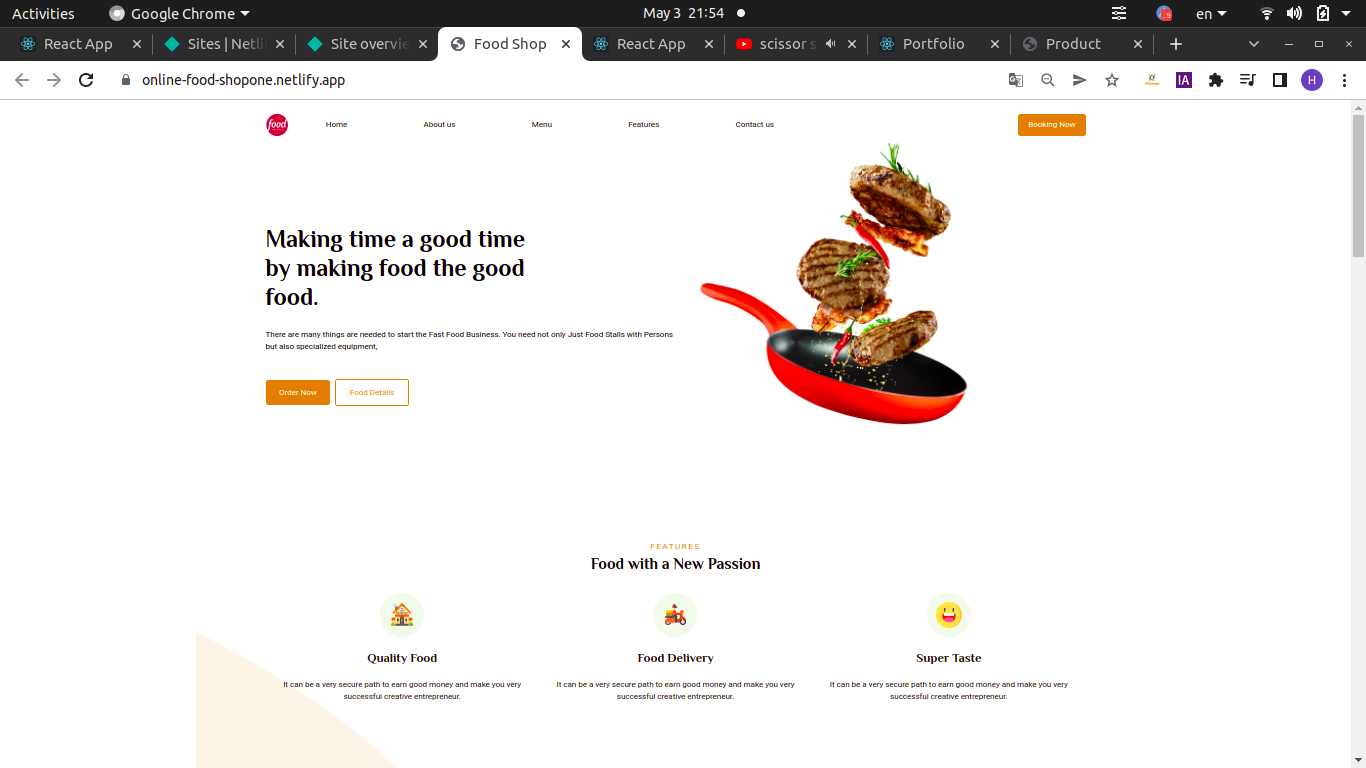 Activities
Google Chrome
May 3 21:54
en
React App
Sites | Netli
Site overvie
Food Shop
React App
scissor s
Portfolio
Product
online-food-shopone.netlify.app
IA
H
food
Home
About us
Menu
Features
Contact us
Booking Now
Making time a good time
by making food the good
food.
There are many things are needed to start the Fast Food Business. You need not only Just Food Stalls with Persons
but also specialized equipment,
Order Now
Food Details
FEATURES
Food with a New Passion
Quality Food
It can be a very secure path to earn good money and make you very
successful creative entrepreneur.
Food Delivery
It can be a very secure path to earn good money and make you very
successful creative entrepreneur.
Super Taste
It can be a very secure path to earn good money and make you very
successful creative entrepreneur.